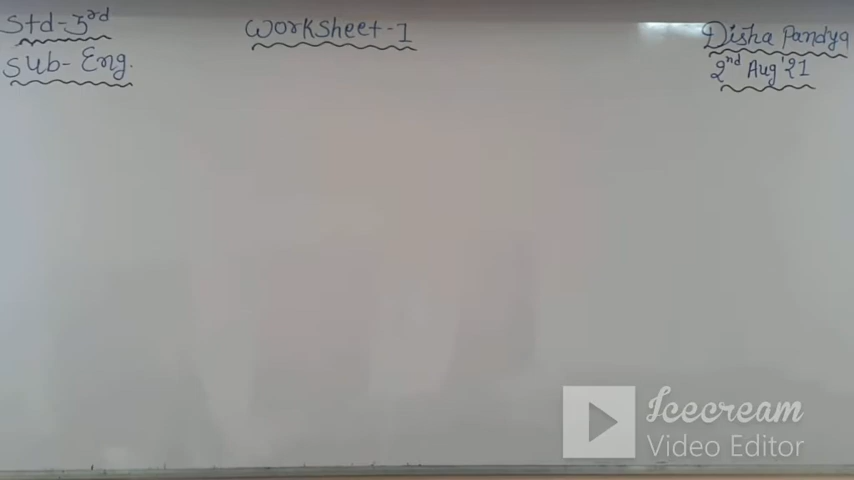 Std-3rd
Sub- Eng.
Worksheet-1
Disha Pandya
2nd Aug'21
Icecream
Video Editor